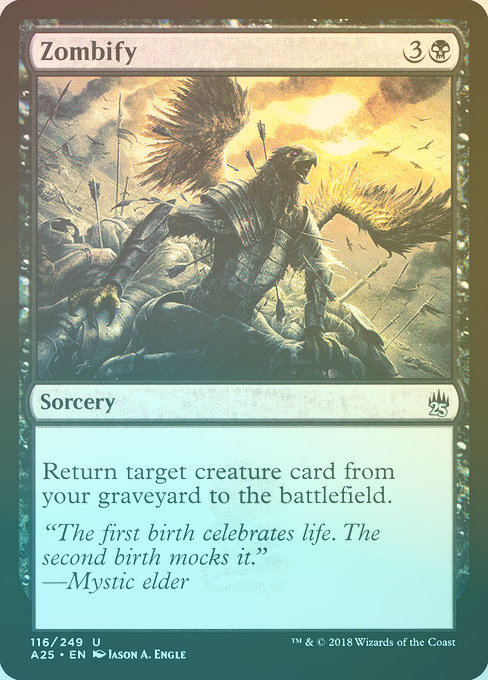 Zombify 3
Sorcery 25
Return target creature card from
your graveyard to the battlefield.
“The first birth celebrates life. The
second birth mocks it.”
—Mystic elder
116/249 U ™ & © 2018 Wizards of the Coast
A25 • EN Jason A. Engle